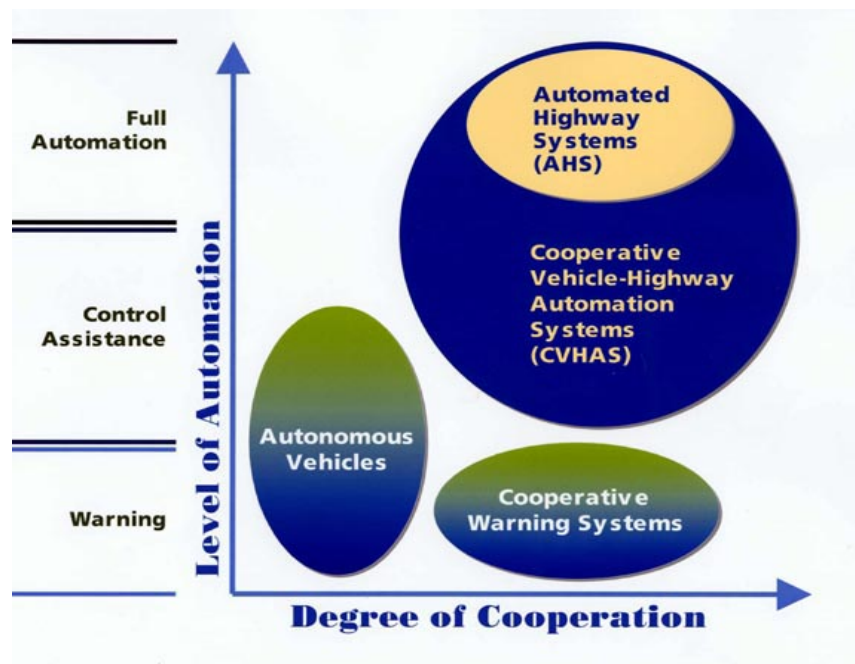 Full
Automation
Control
Assistance
Warning
Level of Automation
Automated
Highway
Systems
(AHS)
Cooperative
Vehicle-Highway
Automation
Systems
(CVHAS)
Autonomous
Vehicles
Cooperative
Warning Systems
Degree of Cooperation